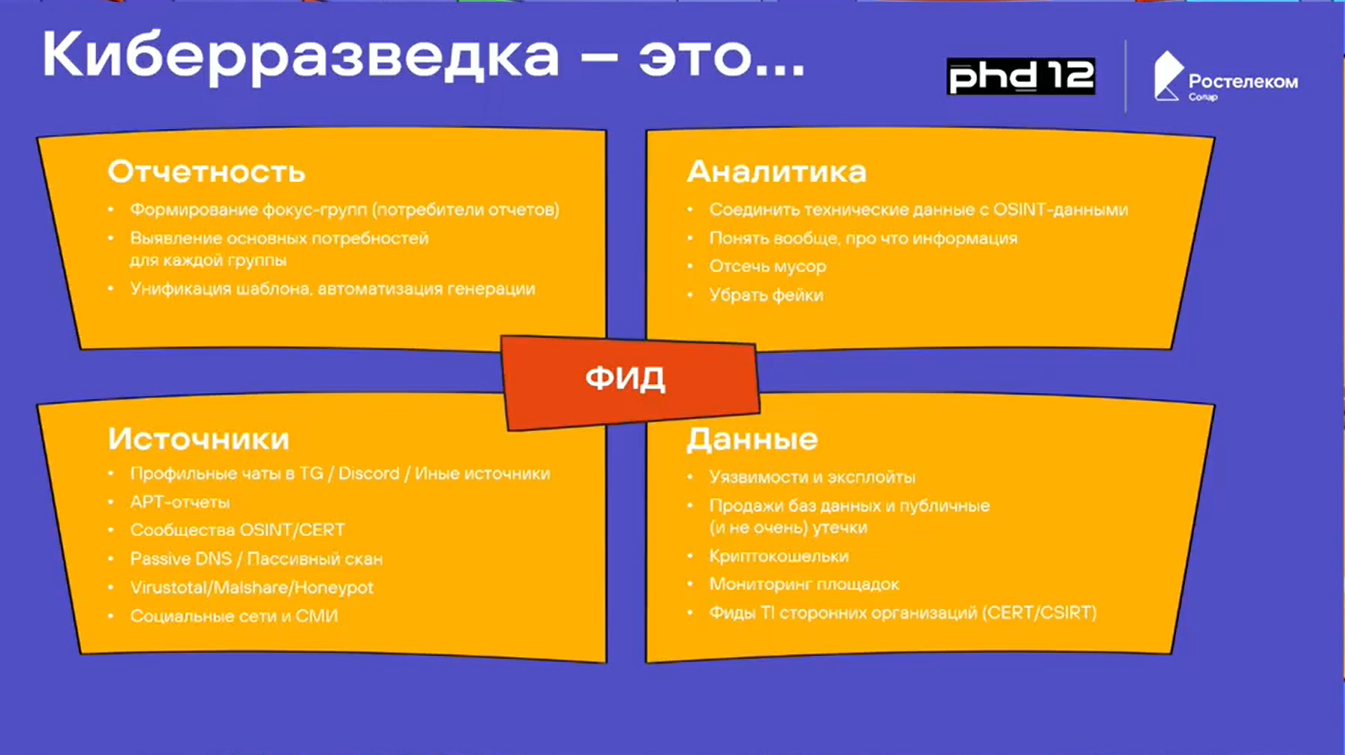 Киберразведка – это...
phd 12
Ростелеком
Солар
Отчетность
• Формирование фокус-групп (потребители отчетов)
• Выявление основных потребностей
для каждой группы
• Унификация шаблона, автоматизация генерации
Аналитика
• Соединить технические данные с OSINT-данными
• Понять вообще, про что информация
• Отсечь мусор
• Убрать фейки
ФИД
Источники
• Профильные чаты в TG / Discord / Иные источники
• APT-отчеты
• Сообщества OSINT/CERT
• Passive DNS / Пассивный скан
• Virustotal/Malshare/Honeypot
• Социальные сети и СМИ
Данные
• Уязвимости и эксплойты
• Продажи баз данных и публичные
(и не очень) утечки
• Криптокошельки
• Мониторинг площадок
• Фиды TI сторонних организаций (CERT/CSIRT)